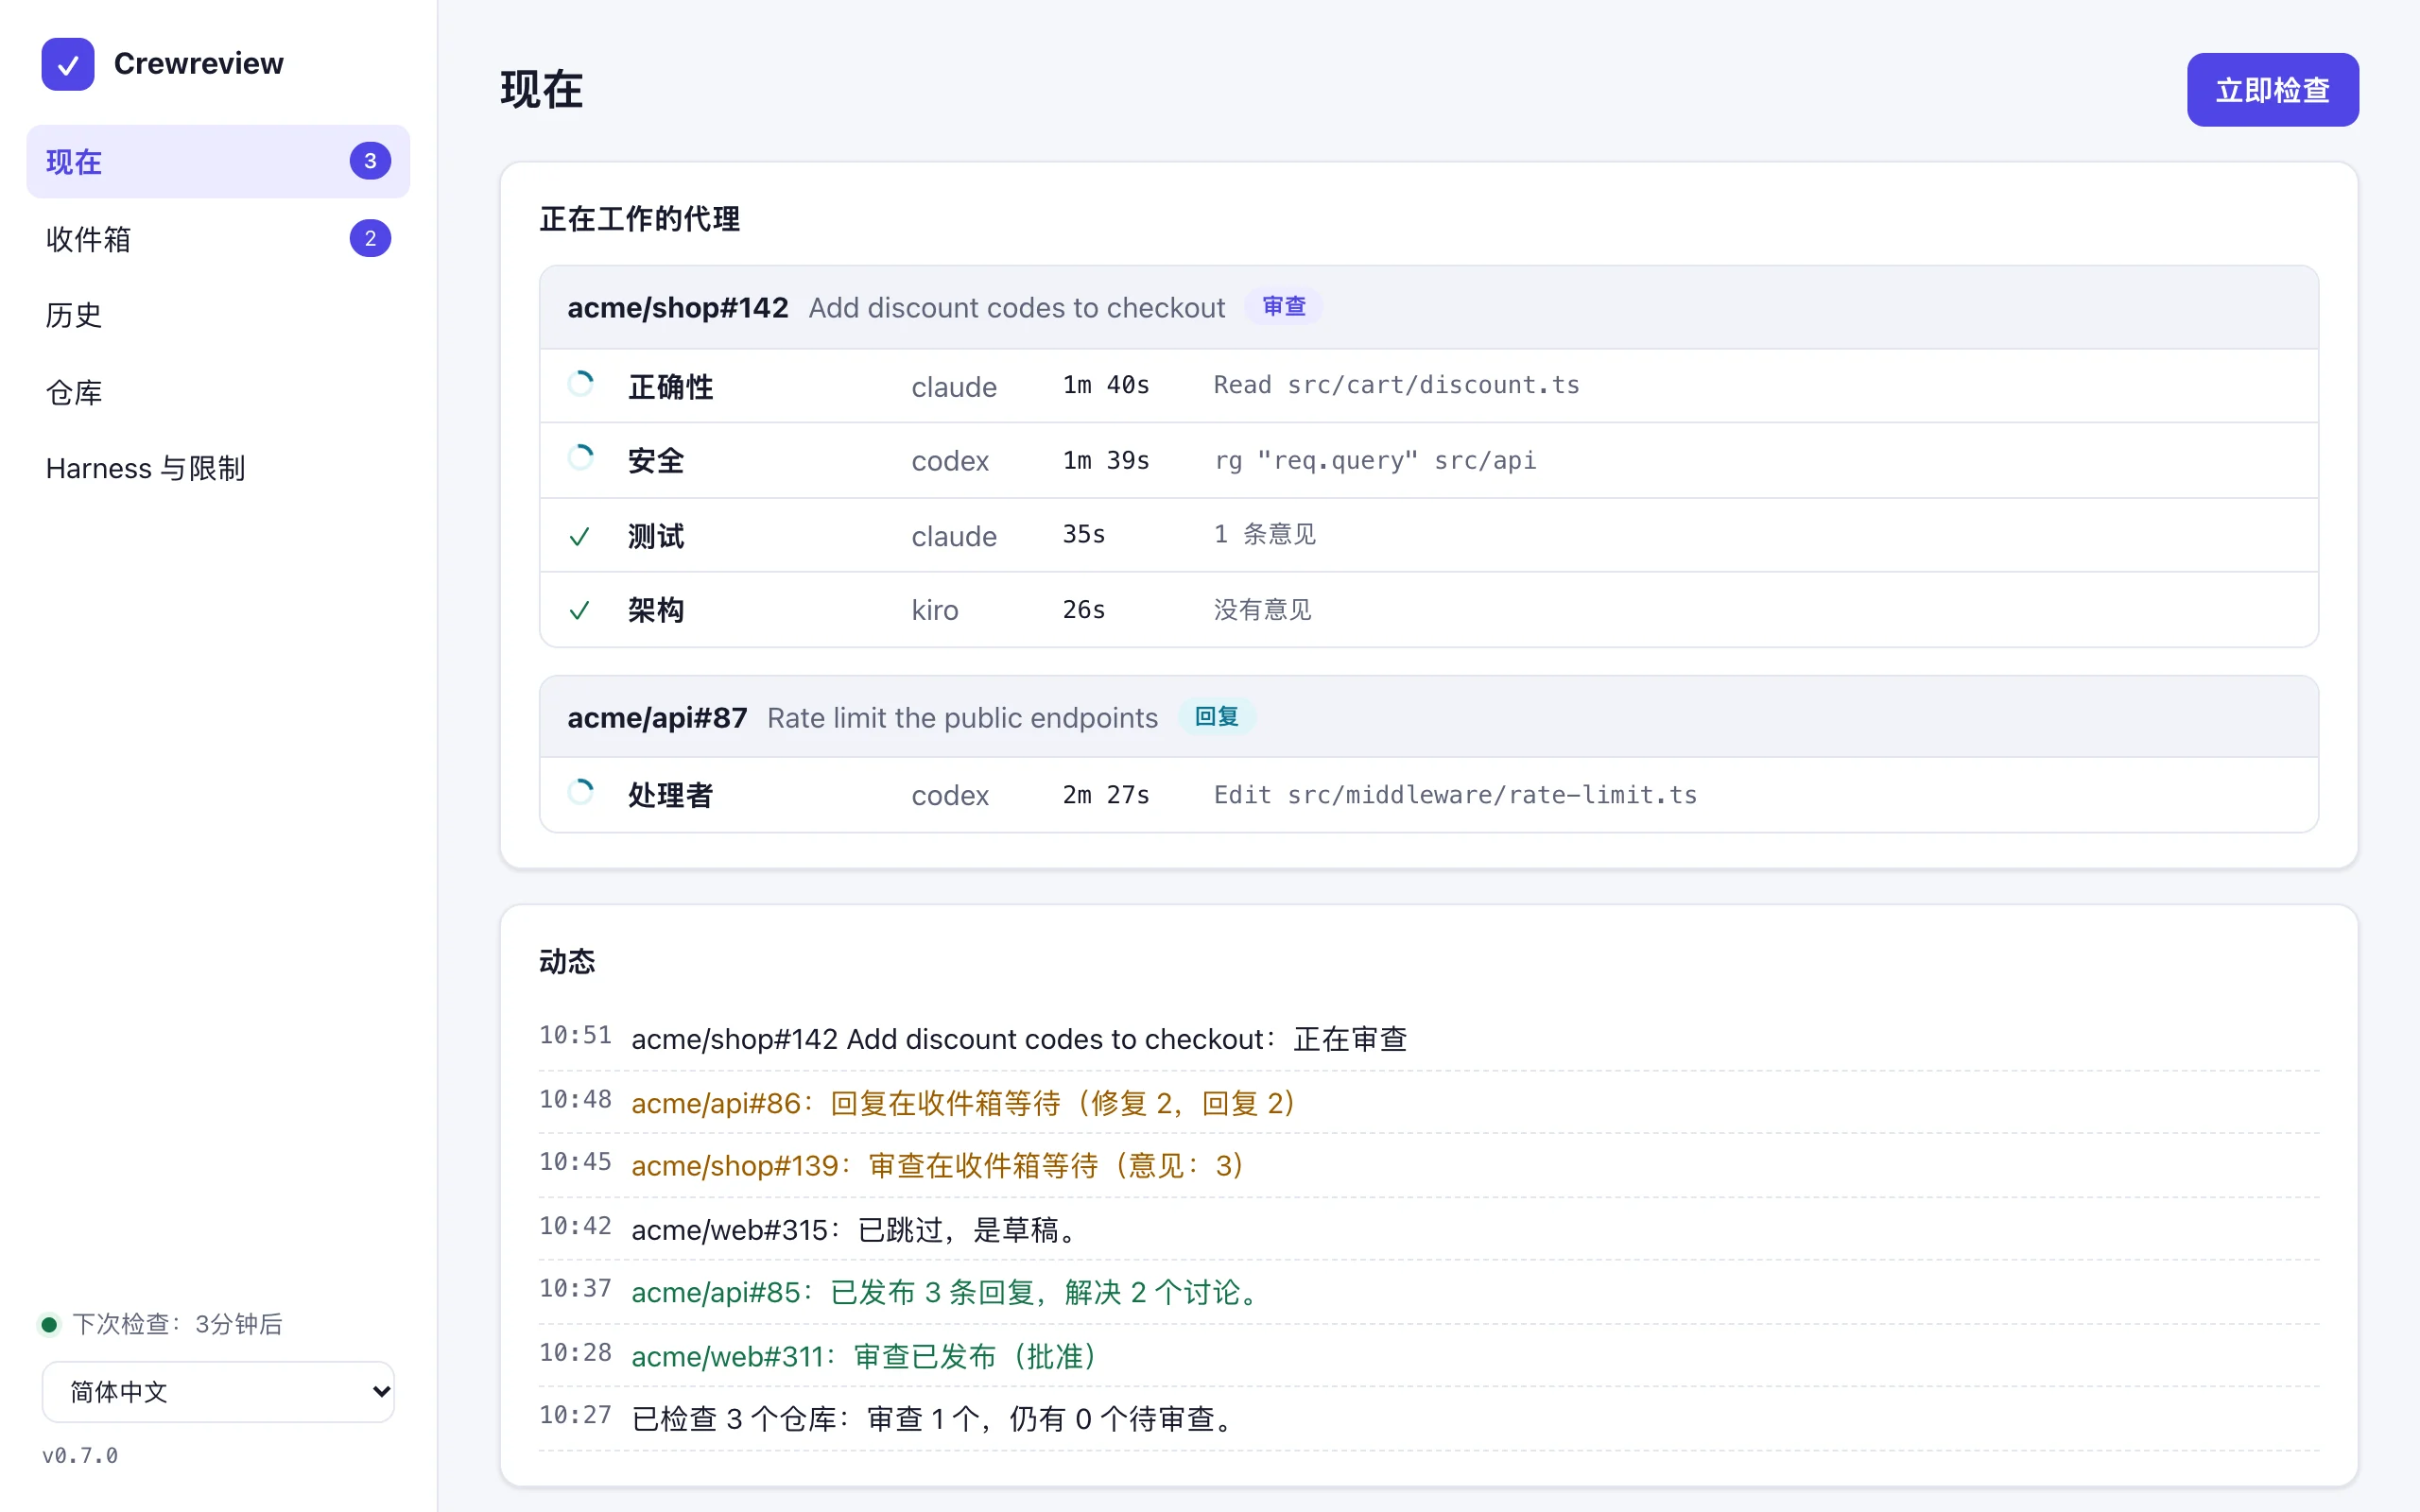 Crewreview
现在 3
收件箱 2
历史
仓库
Harness 与限制
下次检查：3分钟后
简体中文
v0.7.0
现在
立即检查
正在工作的代理
acme/shop#142 Add discount codes to checkout 审查
正确性 claude 1m 40s Read src/cart/discount.ts
安全 codex 1m 39s rg "req.query" src/api
测试 claude 35s 1 条意见
架构 kiro 26s 没有意见
acme/api#87 Rate limit the public endpoints 回复
处理者 codex 2m 27s Edit src/middleware/rate-limit.ts
动态
10:51 acme/shop#142 Add discount codes to checkout：正在审查
10:48 acme/api#86：回复在收件箱等待（修复 2，回复 2）
10:45 acme/shop#139：审查在收件箱等待（意见：3）
10:42 acme/web#315：已跳过，是草稿。
10:37 acme/api#85：已发布 3 条回复，解决 2 个讨论。
10:28 acme/web#311：审查已发布（批准）
10:27 已检查 3 个仓库：审查 1 个，仍有 0 个待审查。